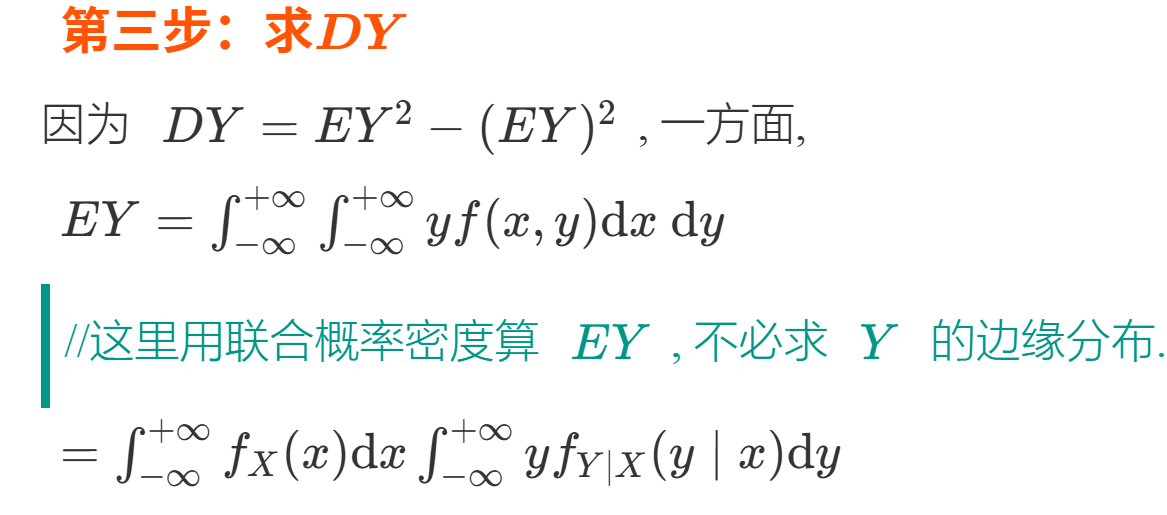 第三步：求DY
因为 DY = EY² − (EY)² , 一方面,
EY = ∫_{−∞}^{+∞} ∫_{−∞}^{+∞} yf(x, y)dx dy
//这里用联合概率密度算 EY , 不必求 Y 的边缘分布.
= ∫_{−∞}^{+∞} f_X(x)dx ∫_{−∞}^{+∞} yf_{Y|X}(y | x)dy